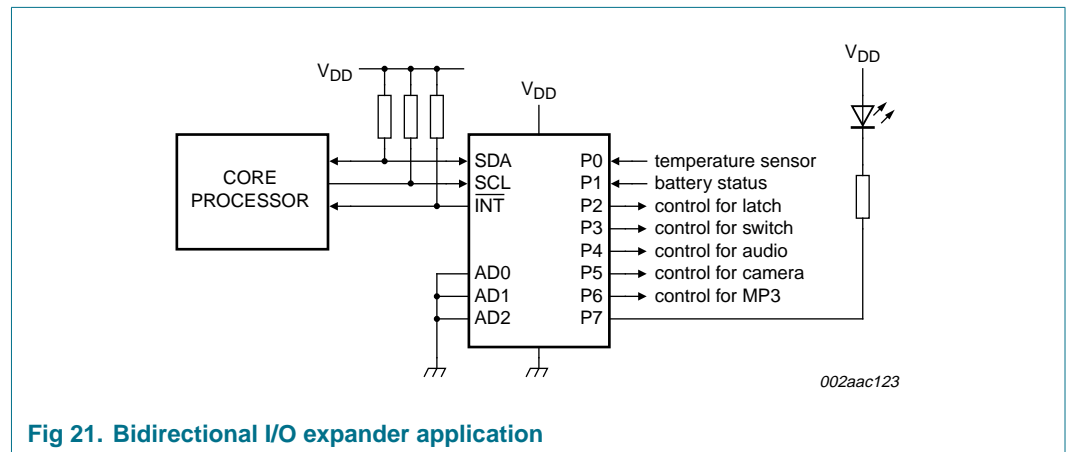 VDD
VDD
VDD
CORE
PROCESSOR
SDA
SCL
INT
AD0
AD1
AD2
P0 temperature sensor
P1 battery status
P2 control for latch
P3 control for switch
P4 control for audio
P5 control for camera
P6 control for MP3
P7
002aac123
Fig 21. Bidirectional I/O expander application